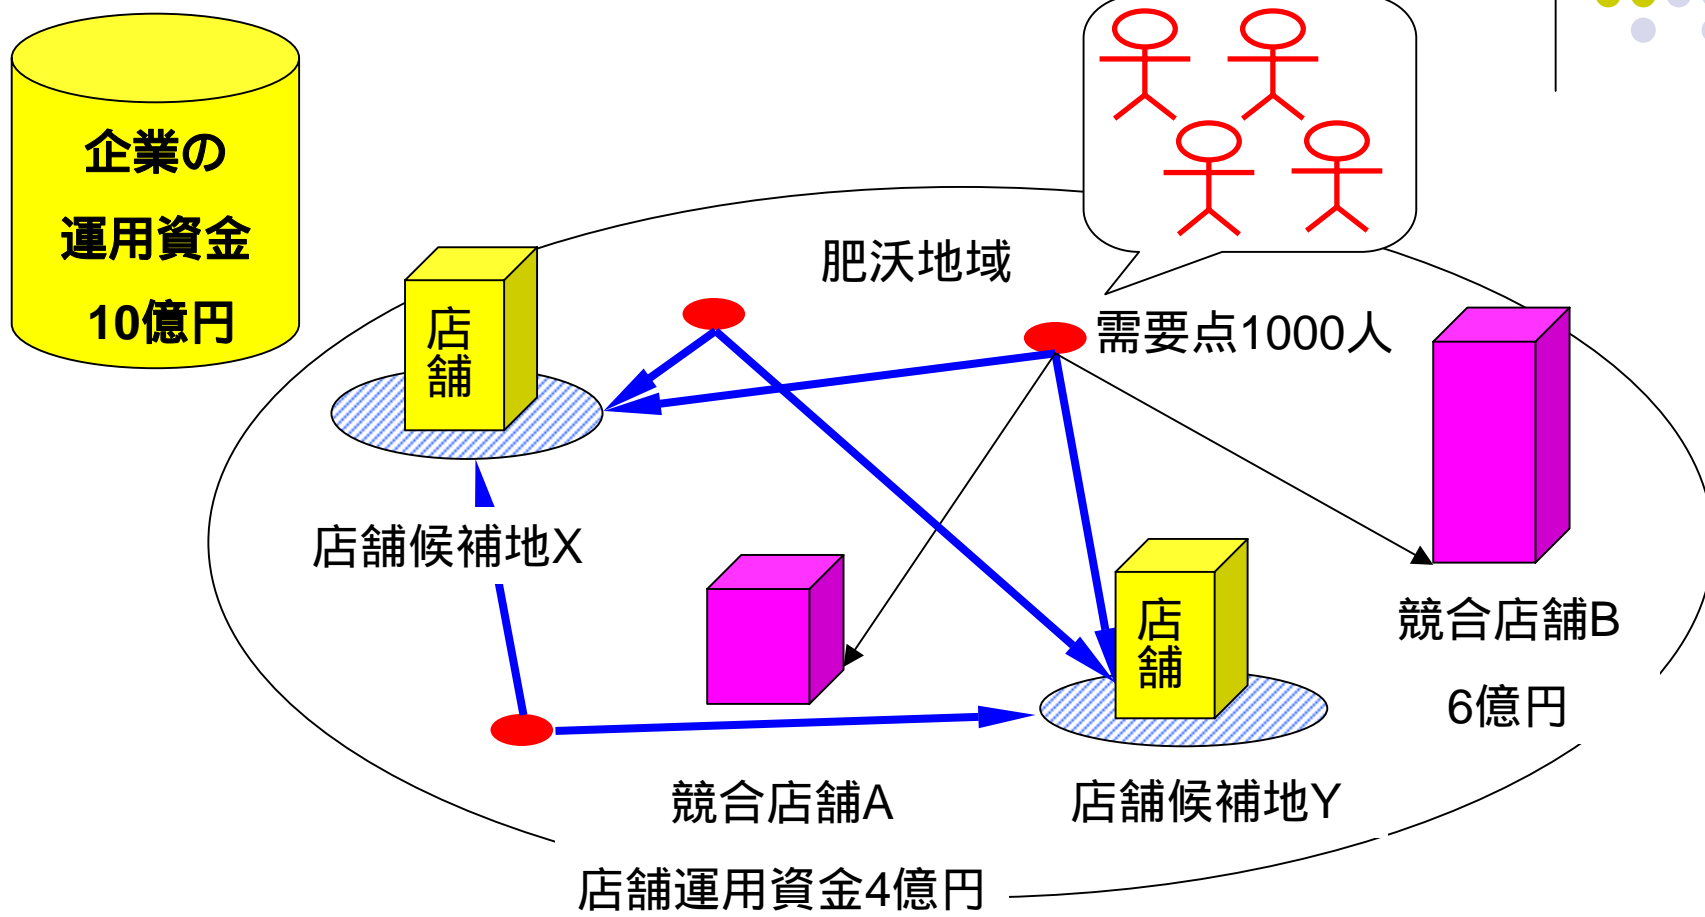 企業の
運用資金
10億円
肥沃地域
店舗
需要点1000人
店舗候補地X
店舗
競合店舗B
6億円
競合店舗A
店舗候補地Y
店舗運用資金4億円